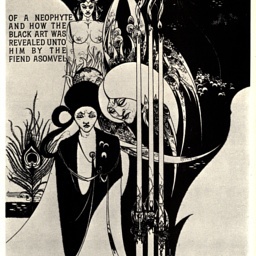 OF A NEOPHYTE
AND HOW THE
BLACK ART WAS
REVEALED UNTO
HIM BY THE
FIEND ASOMVEL